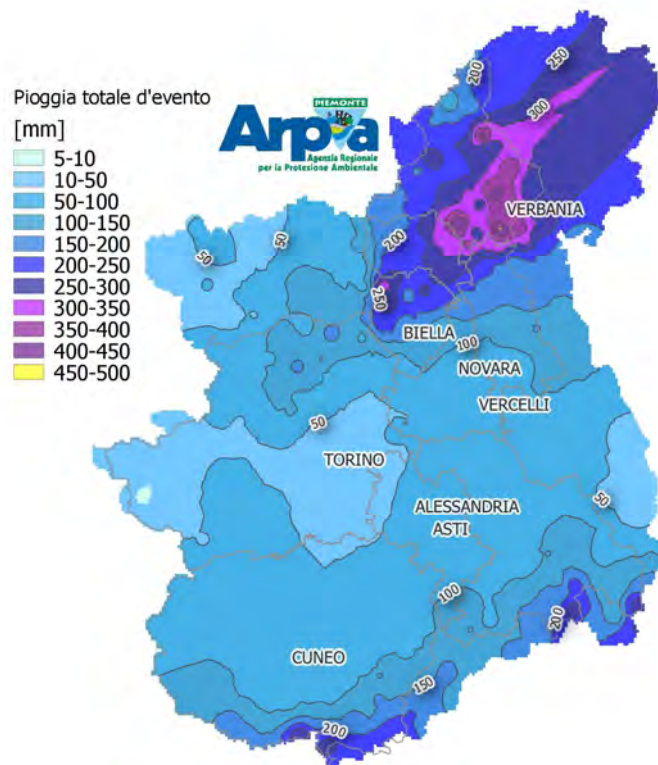 Pioggia totale d'evento
[mm]
5-10
10-50
50-100
100-150
150-200
200-250
250-300
300-350
350-400
400-450
450-500
PIEMONTE
Arpa
Agenzia Regionale
per la Protezione Ambientale
200
250
300
VERBANIA
50
50
200
250
BIELLA
100
NOVARA
VERCELLI
50
TORINO
50
ALESSANDRIA
ASTI
100
200
CUNEO
150
200